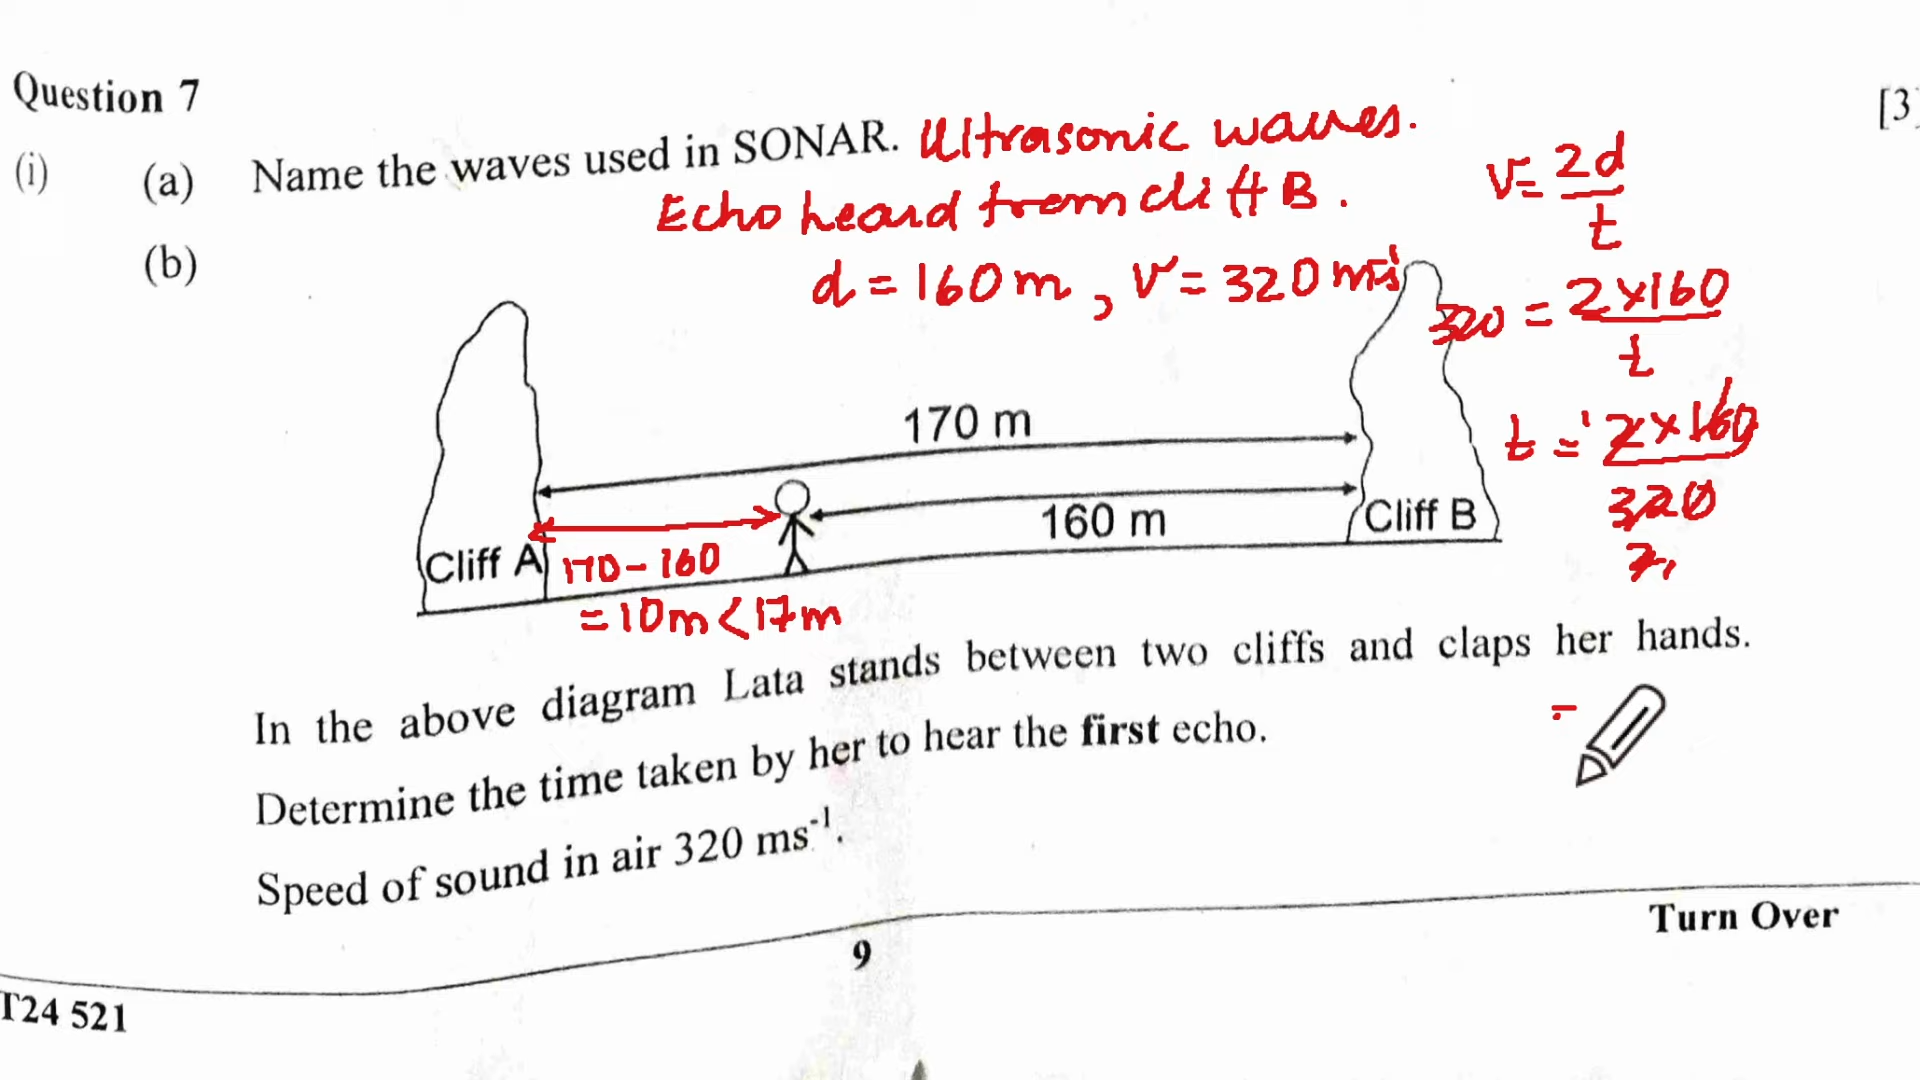 Question 7
[3]
(i) (a) Name the waves used in SONAR. Ultrasonic waves.
Echo heard from cliff B.
(b)
d = 160 m, V = 320 ms⁻¹
V = 2d / t
320 = 2 × 160 / t
t = 2 × 160 / 320
170 m
160 m
Cliff A
Cliff B
170 - 160
= 10m < 17m
In the above diagram Lata stands between two cliffs and claps her hands.
Determine the time taken by her to hear the first echo.
Speed of sound in air 320 ms⁻¹.
=
Turn Over
9
T24 521